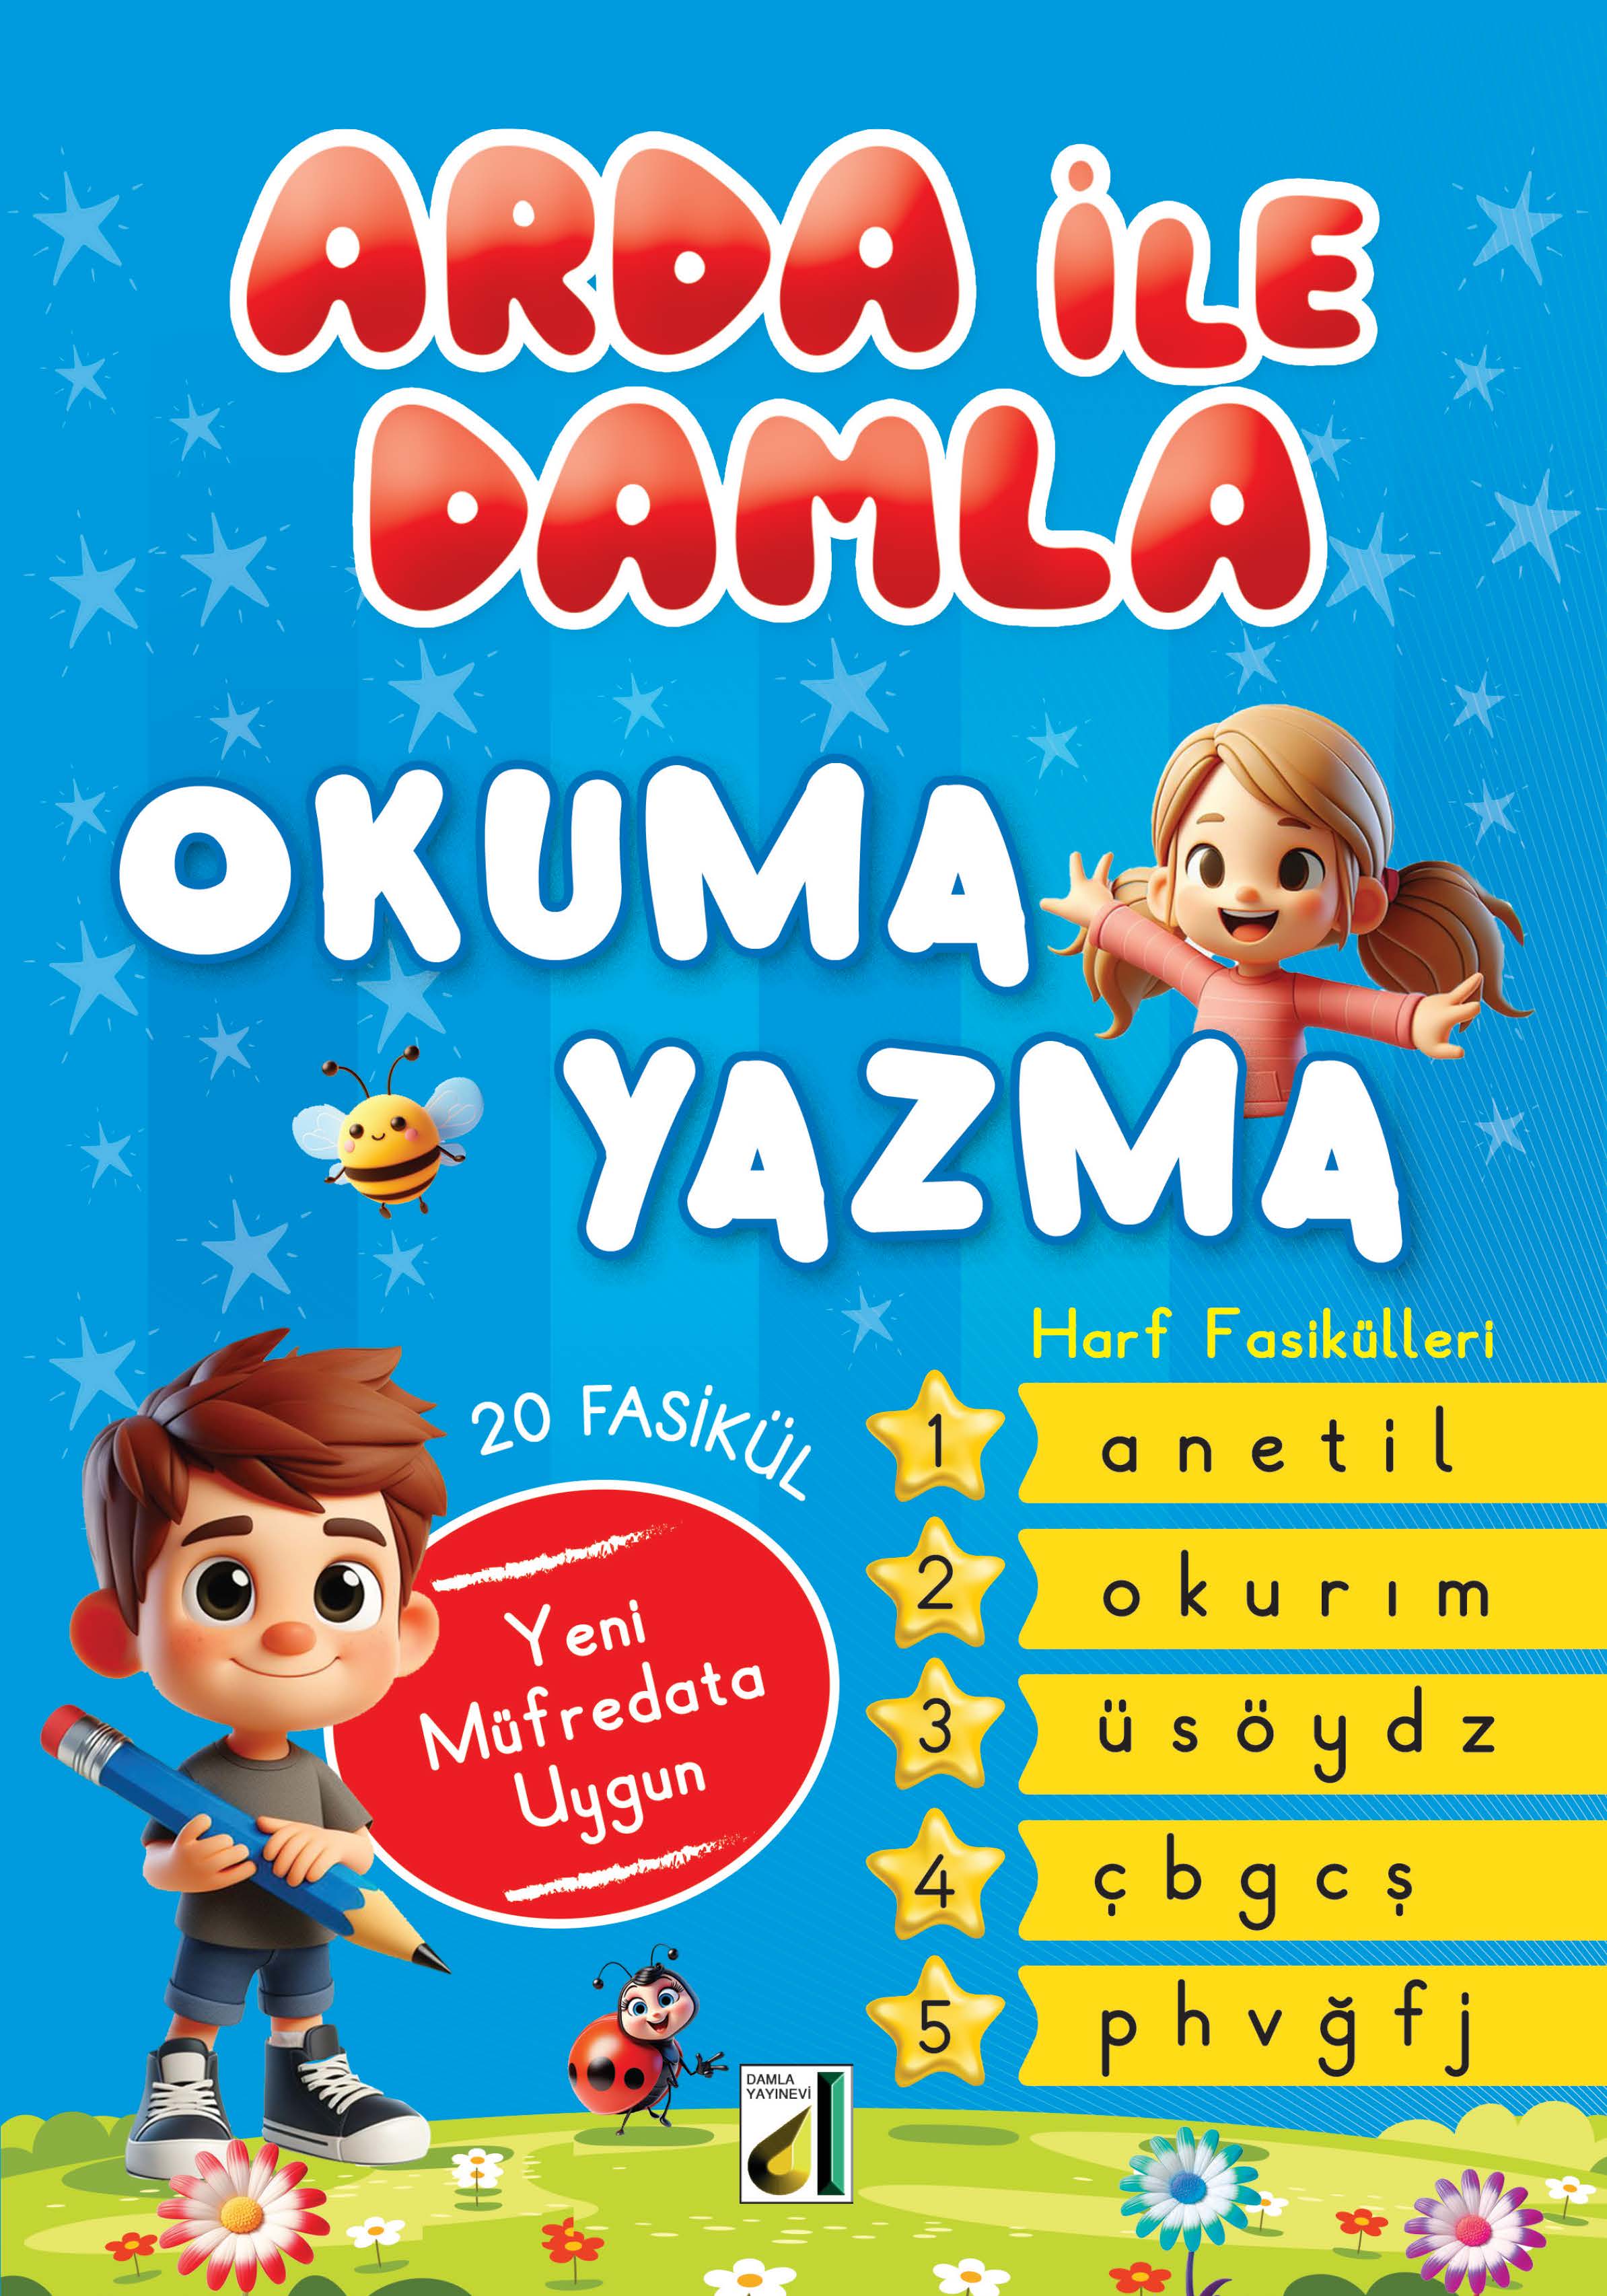 ARDA İLE
DAMLA
OKUMA
YAZMA
Harf Fasikülleri
20 FASİKÜL
Yeni
Müfredata
Uygun
1 a n e t i l
2 o k u r ı m
3 ü s ö y d z
4 ç b g c ş
5 p h v ğ f j
DAMLA
YAYINEVİ